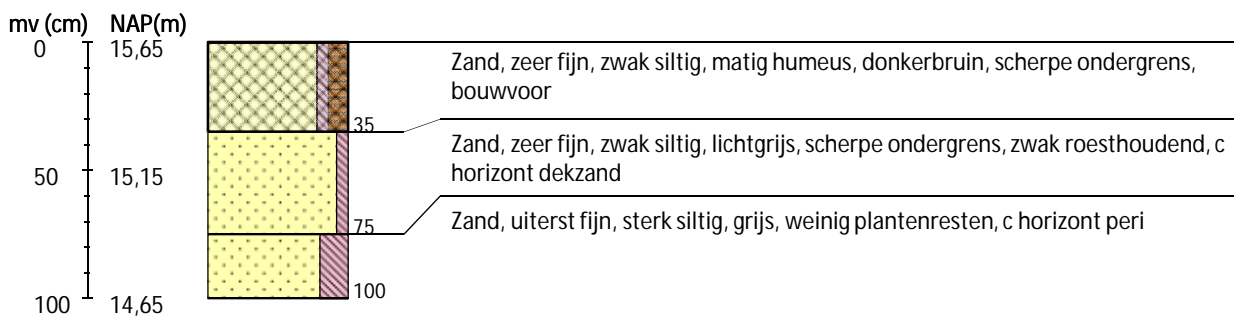 mv (cm) NAP(m)
0 15,65
Zand, zeer fijn, zwak siltig, matig humeus, donkerbruin, scherpe ondergrens,
bouwvoor
35
Zand, zeer fijn, zwak siltig, lichtgrijs, scherpe ondergrens, zwak roesthoudend, c
horizont dekzand
50 15,15
75
Zand, uiterst fijn, sterk siltig, grijs, weinig plantenresten, c horizont peri
100
100 14,65